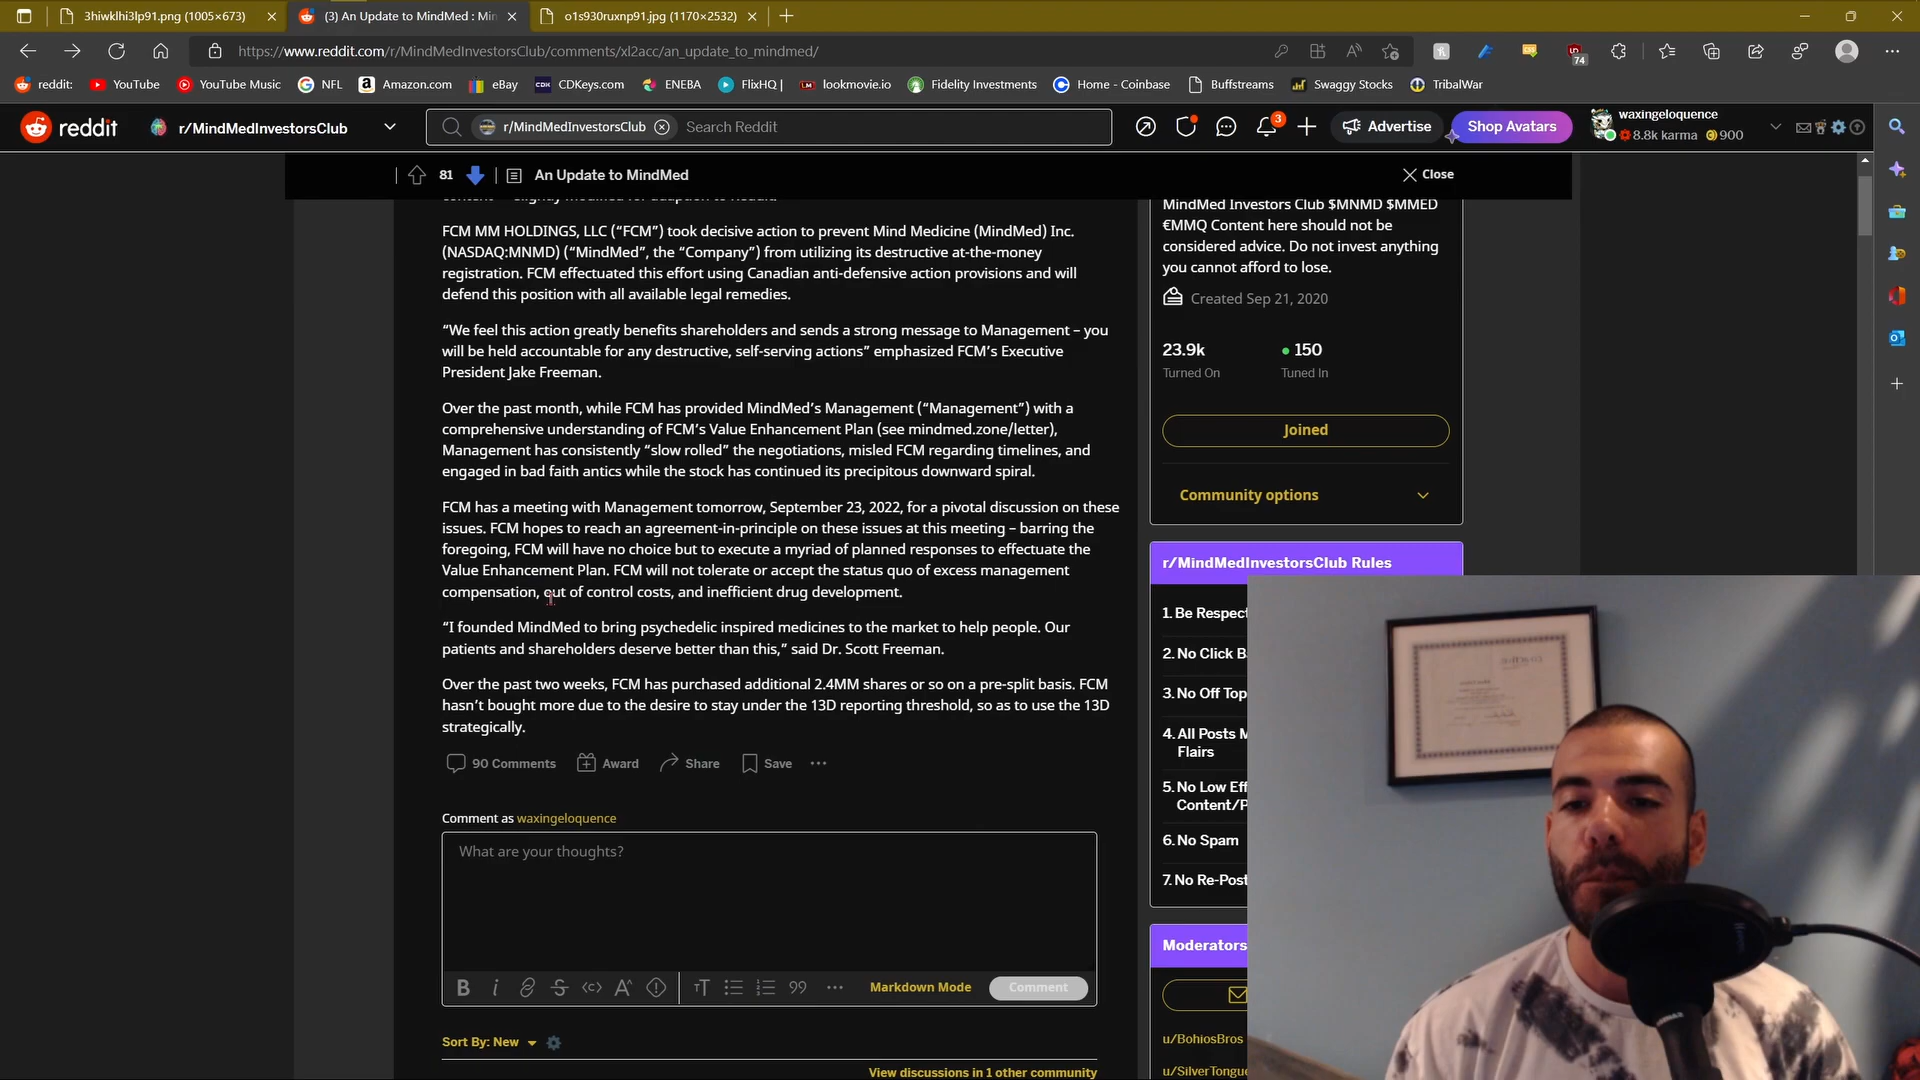 3hiwklhi3lp91.png (1005×673)
(3) An Update to MindMed : Min
o1s930ruxnp91.jpg (1170×2532)
https://www.reddit.com/r/MindMedInvestorsClub/comments/xl2acc/an_update_to_mindmed/
74
reddit:
YouTube
YouTube Music
NFL
Amazon.com
eBay
CDKeys.com
ENEBA
FlixHQ |
lookmovie.io
Fidelity Investments
Home - Coinbase
Buffstreams
Swaggy Stocks
TribalWar
reddit
r/MindMedInvestorsClub
r/MindMedInvestorsClub
Search Reddit
3
Advertise
Shop Avatars
waxingeloquence
8.8k karma
900
81
An Update to MindMed
Close
FCM MM HOLDINGS, LLC (“FCM”) took decisive action to prevent Mind Medicine (MindMed) Inc.
(NASDAQ:MNMD) (“MindMed”, the “Company”) from utilizing its destructive at-the-money
registration. FCM effectuated this effort using Canadian anti-defensive action provisions and will
defend this position with all available legal remedies.
“We feel this action greatly benefits shareholders and sends a strong message to Management – you
will be held accountable for any destructive, self-serving actions” emphasized FCM’s Executive
President Jake Freeman.
Over the past month, while FCM has provided MindMed’s Management (“Management”) with a
comprehensive understanding of FCM’s Value Enhancement Plan (see mindmed.zone/letter),
Management has consistently “slow rolled” the negotiations, misled FCM regarding timelines, and
engaged in bad faith antics while the stock has continued its precipitous downward spiral.
FCM has a meeting with Management tomorrow, September 23, 2022, for a pivotal discussion on these
issues. FCM hopes to reach an agreement-in-principle on these issues at this meeting – barring the
foregoing, FCM will have no choice but to execute a myriad of planned responses to effectuate the
Value Enhancement Plan. FCM will not tolerate or accept the status quo of excess management
compensation, out of control costs, and inefficient drug development.
“I founded MindMed to bring psychedelic inspired medicines to the market to help people. Our
patients and shareholders deserve better than this,” said Dr. Scott Freeman.
Over the past two weeks, FCM has purchased additional 2.4MM shares or so on a pre-split basis. FCM
hasn’t bought more due to the desire to stay under the 13D reporting threshold, so as to use the 13D
strategically.
90 Comments
Award
Share
Save
Comment as waxingeloquence
What are your thoughts?
Markdown Mode
Comment
Sort By: New
View discussions in 1 other community
MindMed Investors Club $MNMD $MMED
€MMQ Content here should not be
considered advice. Do not invest anything
you cannot afford to lose.
Created Sep 21, 2020
23.9k
150
Turned On
Tuned In
Joined
Community options
r/MindMedInvestorsClub Rules
1. Be Respect
2. No Click B
3. No Off Top
4. All Posts M
Flairs
5. No Low Eff
Content/P
6. No Spam
7. No Re-Post
Moderators
u/BohiosBros
u/SilverTongue